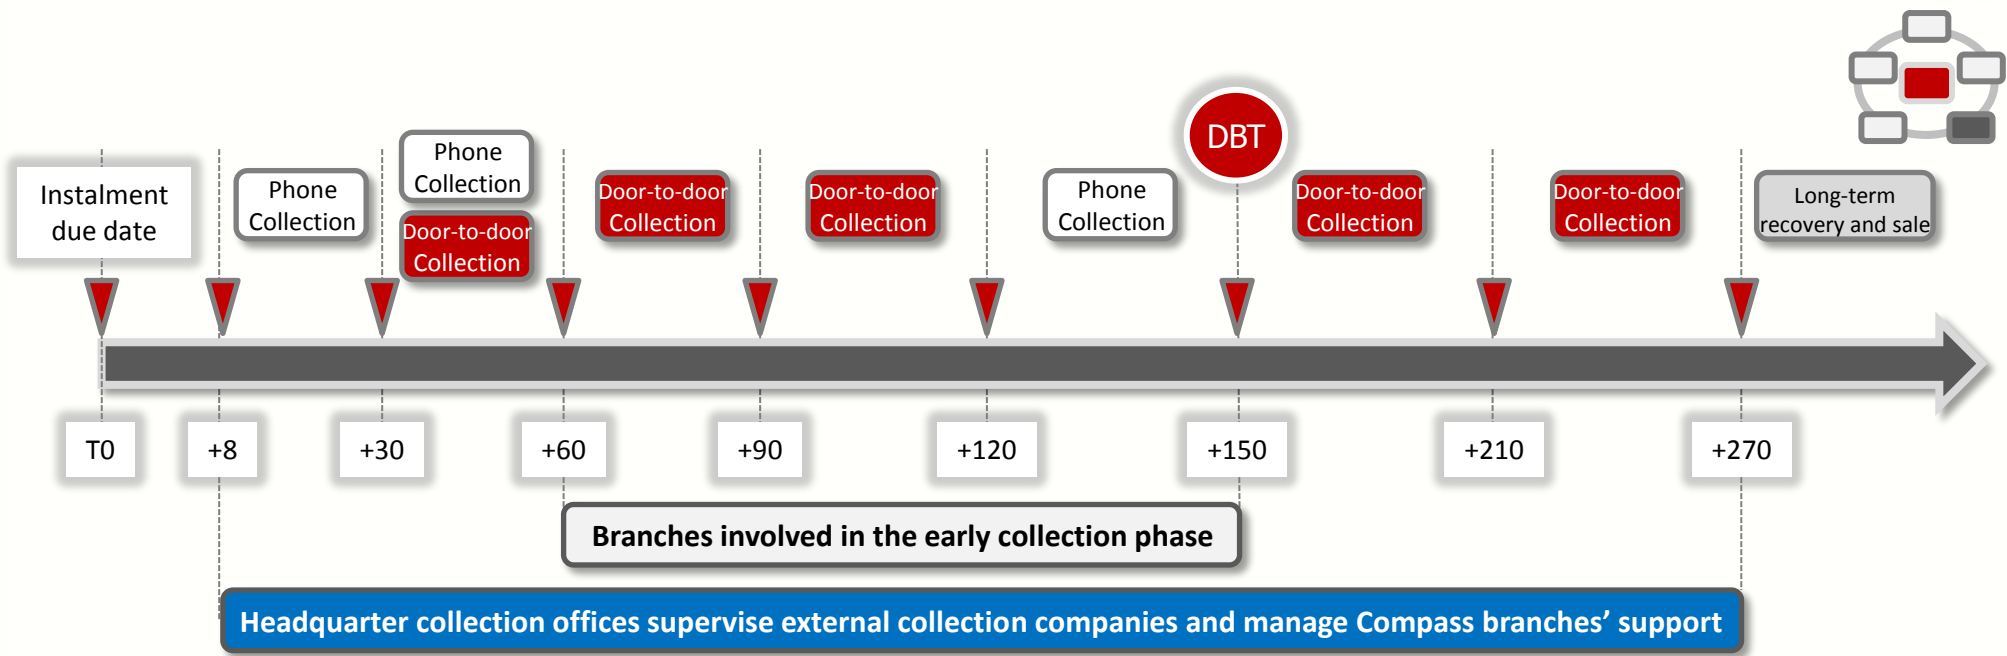 DBT
Instalment
due date
Phone
Collection
Phone
Collection
Door-to-door
Collection
Door-to-door
Collection
Door-to-door
Collection
Phone
Collection
Door-to-door
Collection
Door-to-door
Collection
Long-term
recovery and sale
T0
+8
+30
+60
+90
+120
+150
+210
+270
Branches involved in the early collection phase
Headquarter collection offices supervise external collection companies and manage Compass branches’ support